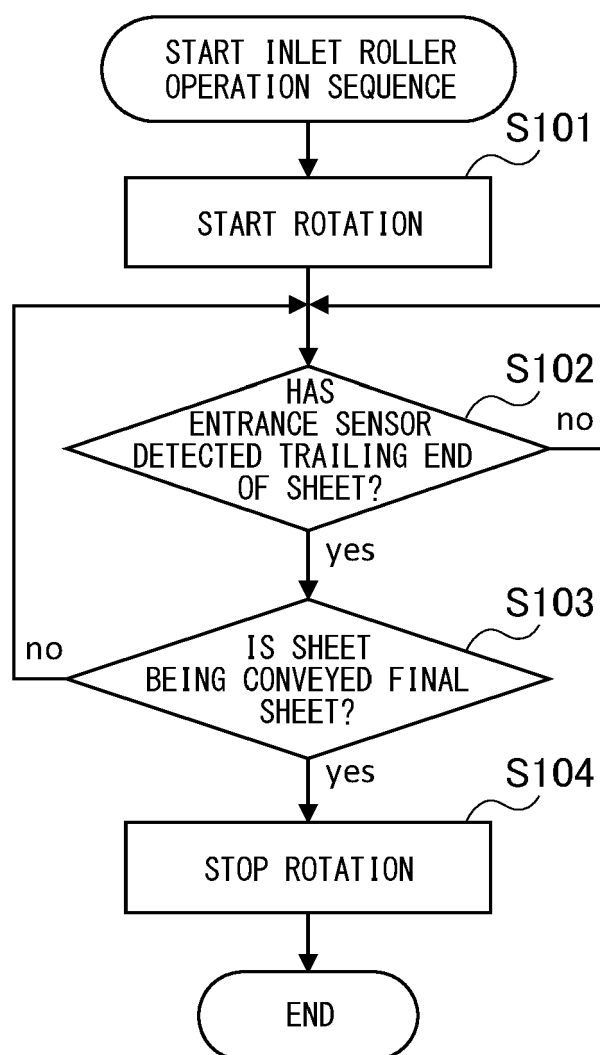 START INLET ROLLER
OPERATION SEQUENCE
S101
START ROTATION
S102
HAS
ENTRANCE SENSOR
DETECTED TRAILING END
OF SHEET?
no
yes
S103
IS SHEET
BEING CONVEYED FINAL
SHEET?
no
yes
S104
STOP ROTATION
END